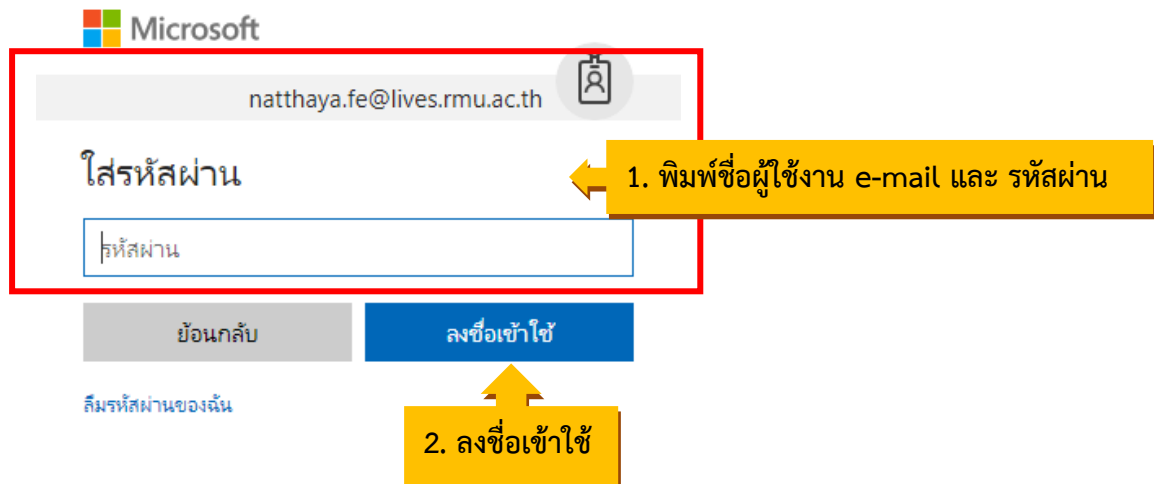 Microsoft
natthaya.fe@lives.rmu.ac.th
ใส่รหัสผ่าน
1. พิมพ์ชื่อผู้ใช้งาน e-mail และ รหัสผ่าน
รหัสผ่าน
ย้อนกลับ
ลงชื่อเข้าใช้
ลืมรหัสผ่านของฉัน
2. ลงชื่อเข้าใช้